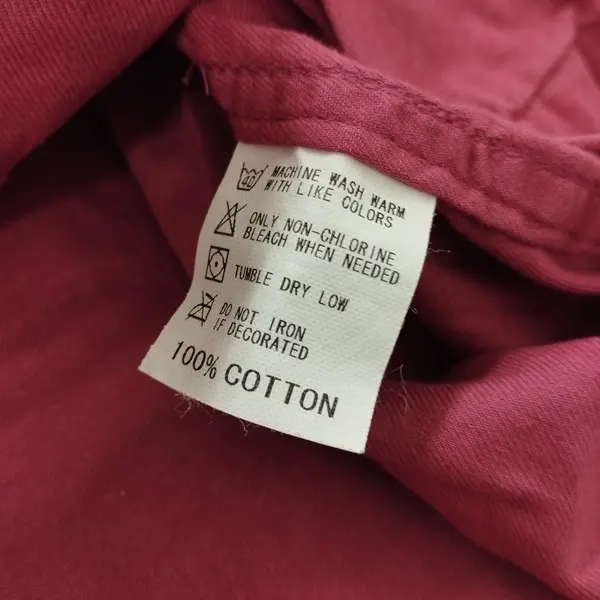 40
MACHINE WASH WARM
WITH LIKE COLORS
ONLY NON-CHLORINE
BLEACH WHEN NEEDED
TUMBLE DRY LOW
DO NOT IRON
IF DECORATED
100% COTTON